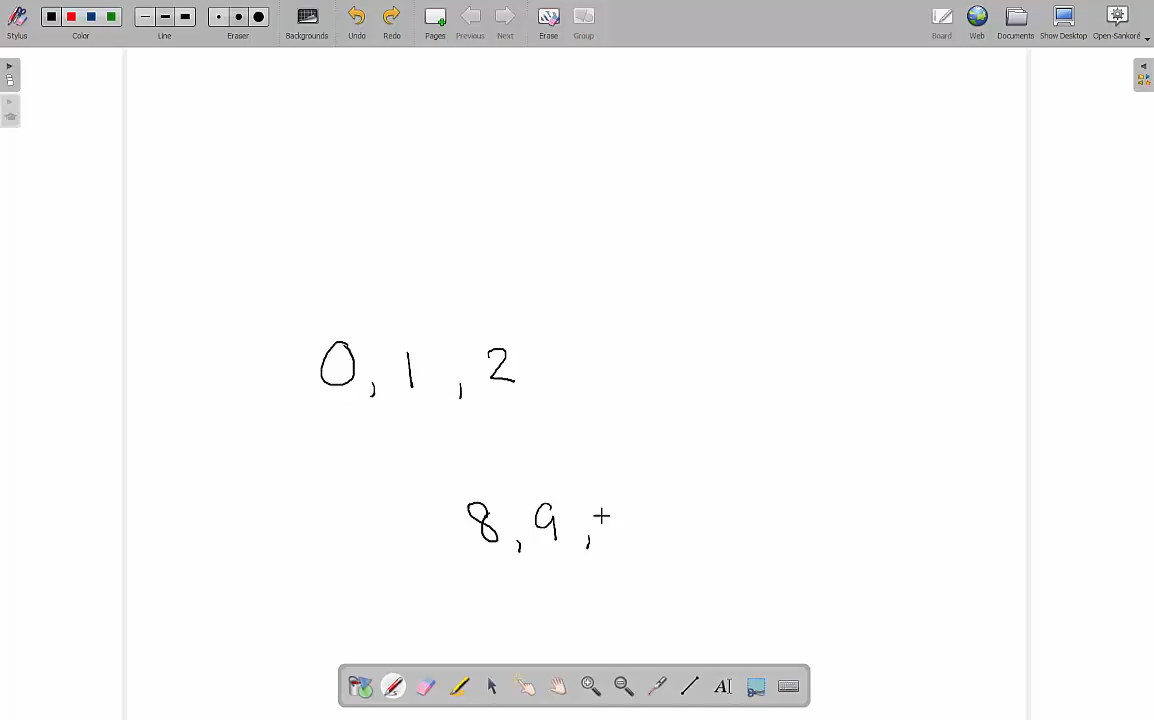 Stylus Color Line Eraser Backgrounds Undo Redo Pages Previous Next Erase Group Board Web Documents Show Desktop Open-Sankoré
0, 1, 2
8, 9,